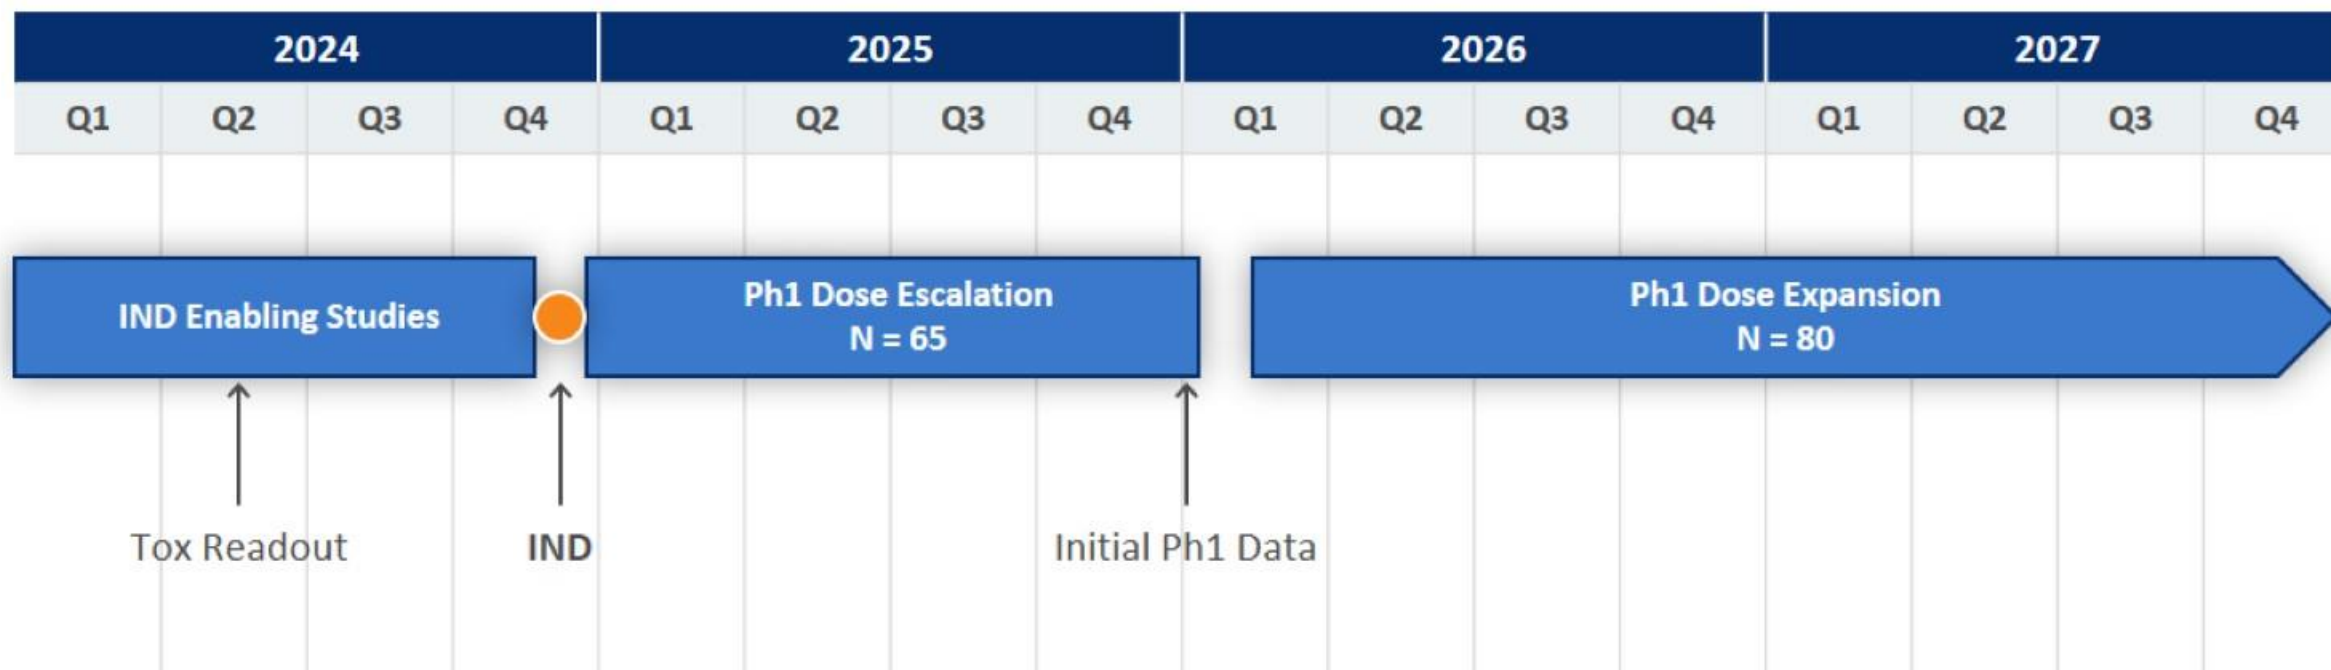 2024 2025 2026 2027
Q1 Q2 Q3 Q4 Q1 Q2 Q3 Q4 Q1 Q2 Q3 Q4 Q1 Q2 Q3 Q4
IND Enabling Studies
Ph1 Dose Escalation
N = 65
Ph1 Dose Expansion
N = 80
Tox Readout
IND
Initial Ph1 Data